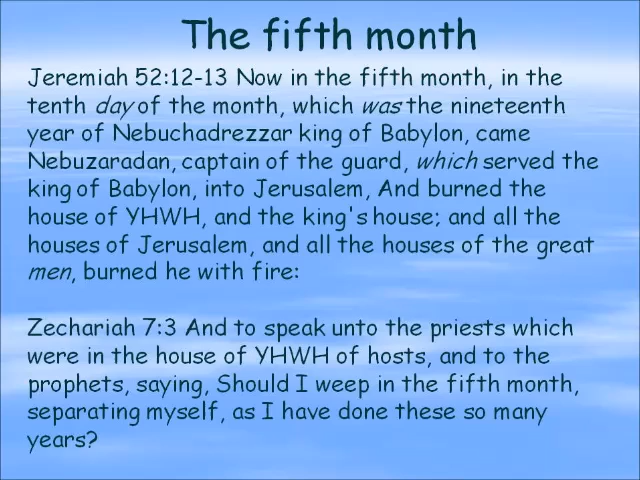 The fifth month
Jeremiah 52:12-13 Now in the fifth month, in the
tenth day of the month, which was the nineteenth
year of Nebuchadrezzar king of Babylon, came
Nebuzaradan, captain of the guard, which served the
king of Babylon, into Jerusalem, And burned the
house of YHWH, and the king's house; and all the
houses of Jerusalem, and all the houses of the great
men, burned he with fire:
Zechariah 7:3 And to speak unto the priests which
were in the house of YHWH of hosts, and to the
prophets, saying, Should I weep in the fifth month,
separating myself, as I have done these so many
years?